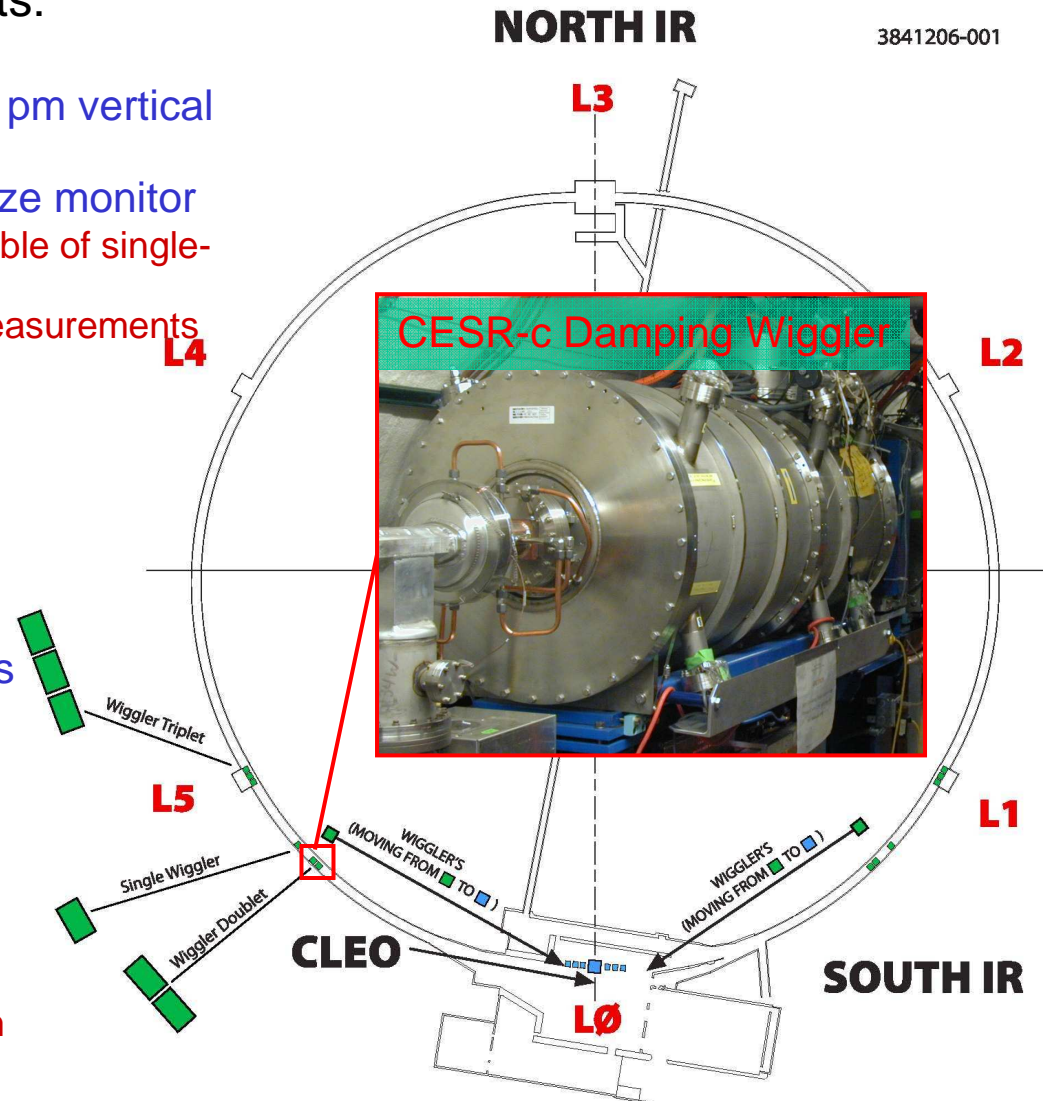 ts:
NORTH IR
3841206-001
L3
pm vertical
ze monitor
ble of single-
easurements
L4
CESR-c Damping Wiggler
L2
s
Wiggler Triplet
L5
L1
WIGGLER'S
(MOVING FROM TO )
WIGGLER'S
(MOVING FROM TO )
Single Wiggler
Wiggler Doublet
CLEO
SOUTH IR
LØ
n